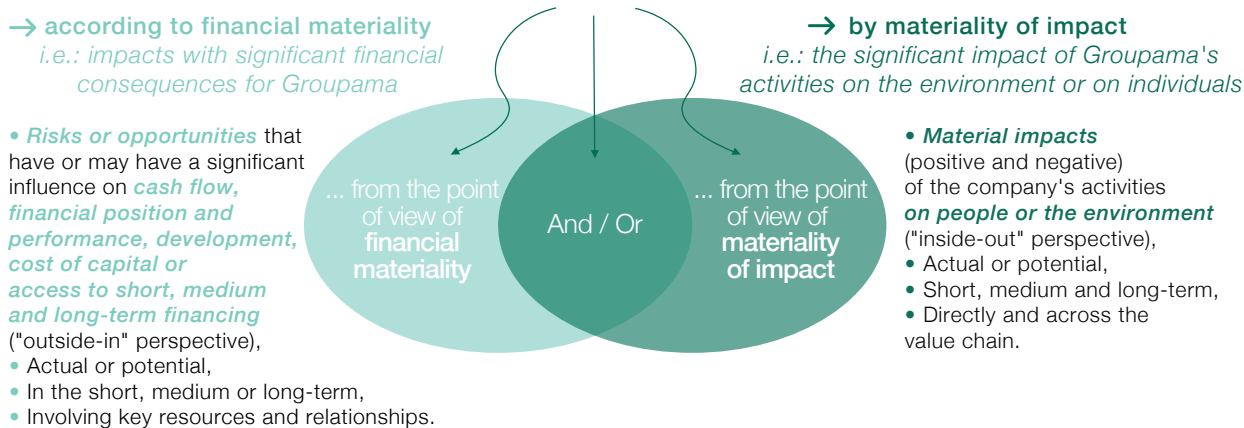 → according to financial materiality
i.e.: impacts with significant financial
consequences for Groupama
• Risks or opportunities that
have or may have a significant
influence on cash flow,
financial position and
performance, development,
cost of capital or
access to short, medium
and long-term financing
("outside-in" perspective),
• Actual or potential,
• In the short, medium or long-term,
• Involving key resources and relationships.
... from the point
of view of
financial
materiality
And / Or
... from the point
of view of
materiality
of impact
→ by materiality of impact
i.e.: the significant impact of Groupama's
activities on the environment or on individuals
• Material impacts
(positive and negative)
of the company's activities
on people or the environment
("inside-out" perspective),
• Actual or potential,
• Short, medium and long-term,
• Directly and across the
value chain.